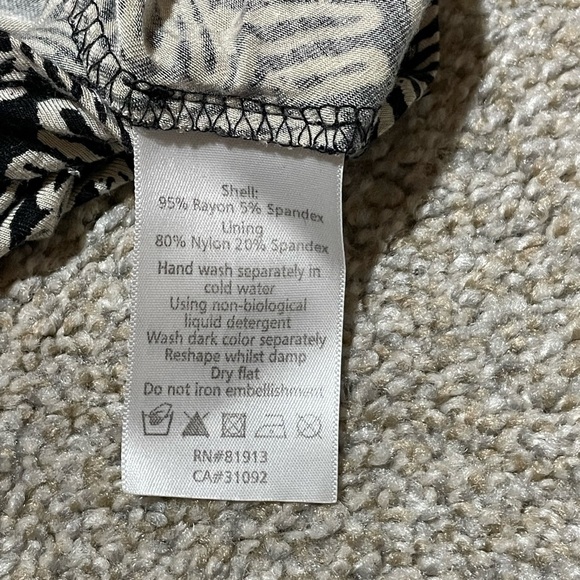 Shell:
95% Rayon 5% Spandex
Lining
80% Nylon 20% Spandex
Hand wash separately in
cold water
Using non-biological
liquid detergent
Wash dark color separately
Reshape whilst damp
Dry flat
Do not iron embellishment
RN#81913
CA#31092